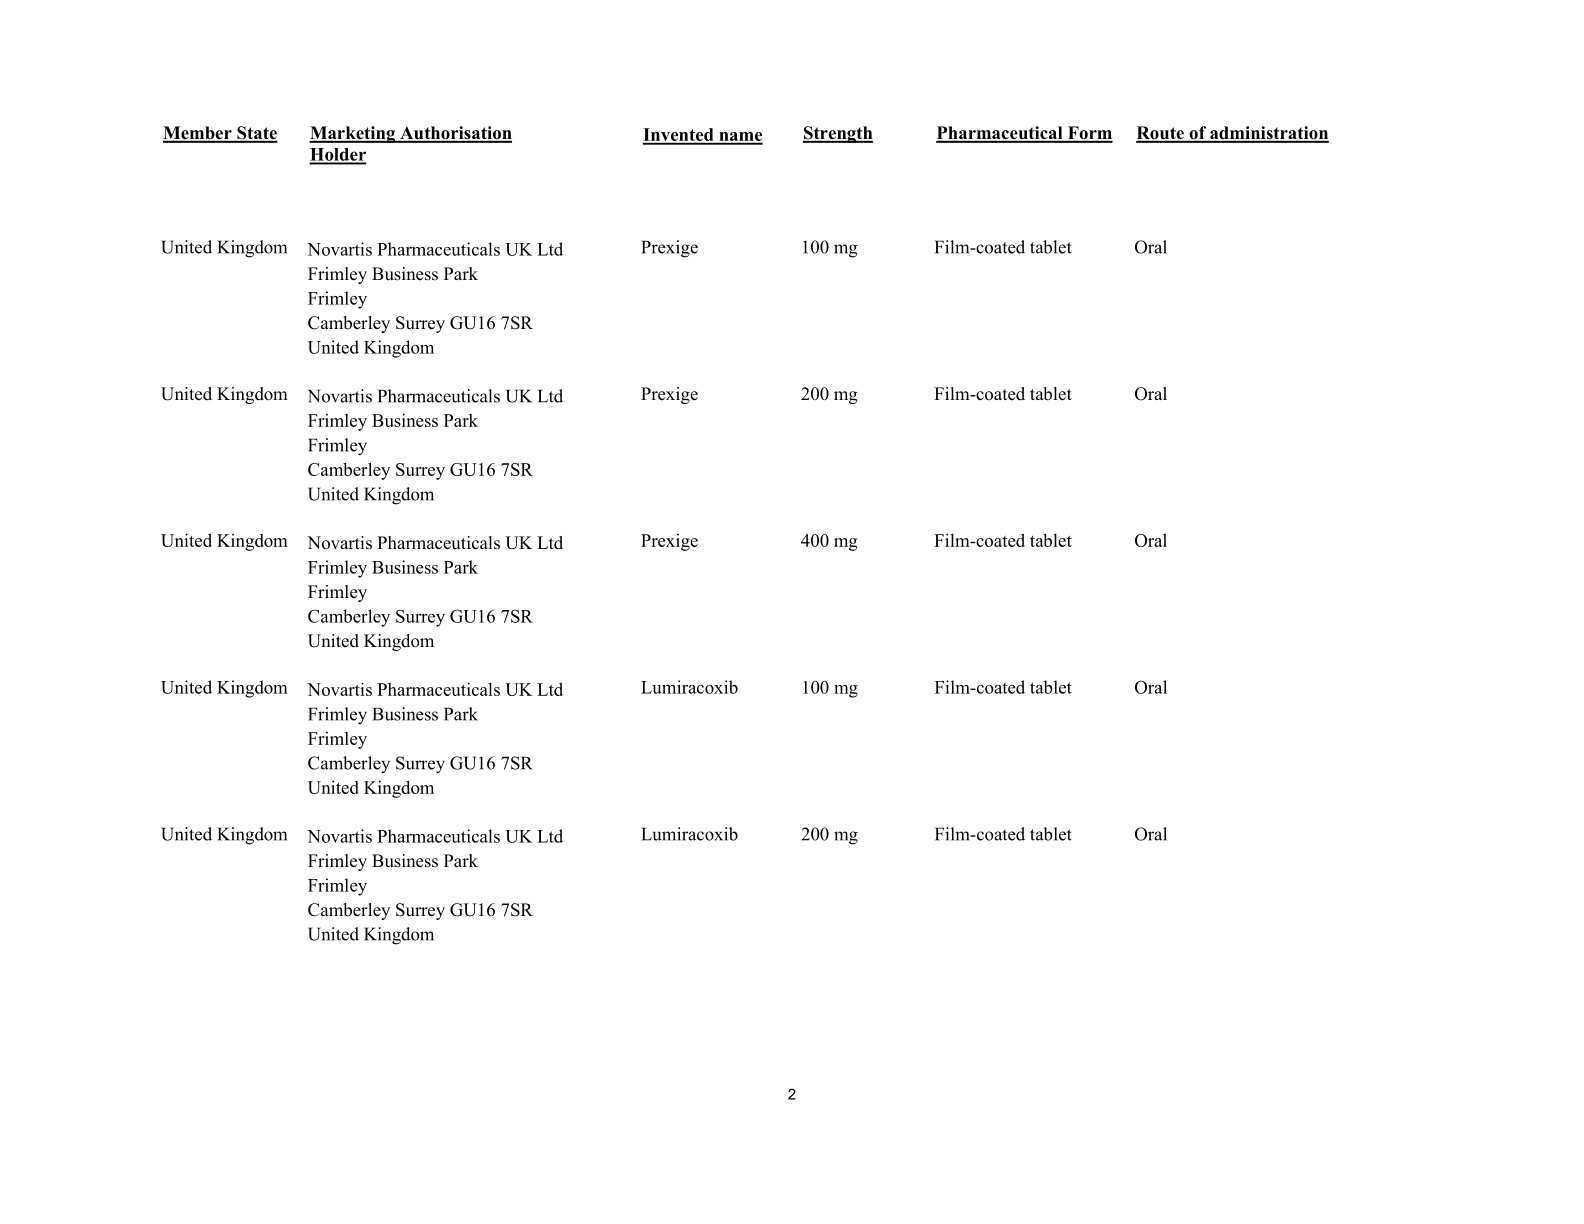 Member State Marketing Authorisation Invented name Strength Pharmaceutical Form Route of administration
Holder
United Kingdom Novartis Pharmaceuticals UK Ltd Prexige 100 mg Film-coated tablet Oral
Frimley Business Park
Frimley
Camberley Surrey GU16 7SR
United Kingdom
United Kingdom Novartis Pharmaceuticals UK Ltd Prexige 200 mg Film-coated tablet Oral
Frimley Business Park
Frimley
Camberley Surrey GU16 7SR
United Kingdom
United Kingdom Novartis Pharmaceuticals UK Ltd Prexige 400 mg Film-coated tablet Oral
Frimley Business Park
Frimley
Camberley Surrey GU16 7SR
United Kingdom
United Kingdom Novartis Pharmaceuticals UK Ltd Lumiracoxib 100 mg Film-coated tablet Oral
Frimley Business Park
Frimley
Camberley Surrey GU16 7SR
United Kingdom
United Kingdom Novartis Pharmaceuticals UK Ltd Lumiracoxib 200 mg Film-coated tablet Oral
Frimley Business Park
Frimley
Camberley Surrey GU16 7SR
United Kingdom
2